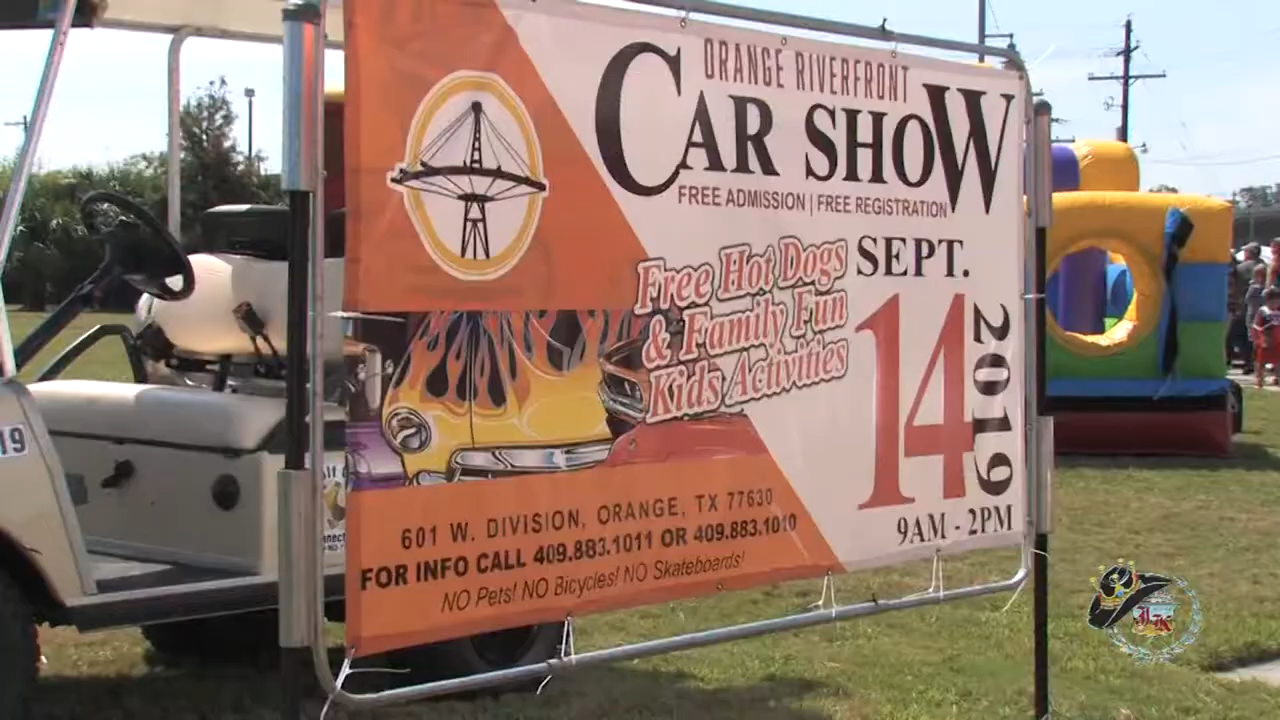 ORANGE RIVERFRONT
CAR SHOW
FREE ADMISSION | FREE REGISTRATION
Free Hot Dogs
& Family Fun
Kids Activities
SEPT.
14
2019
9AM - 2PM
601 W. DIVISION, ORANGE, TX 77630
FOR INFO CALL 409.883.1011 OR 409.883.1010
NO Pets! NO Bicycles! NO Skateboards!
19